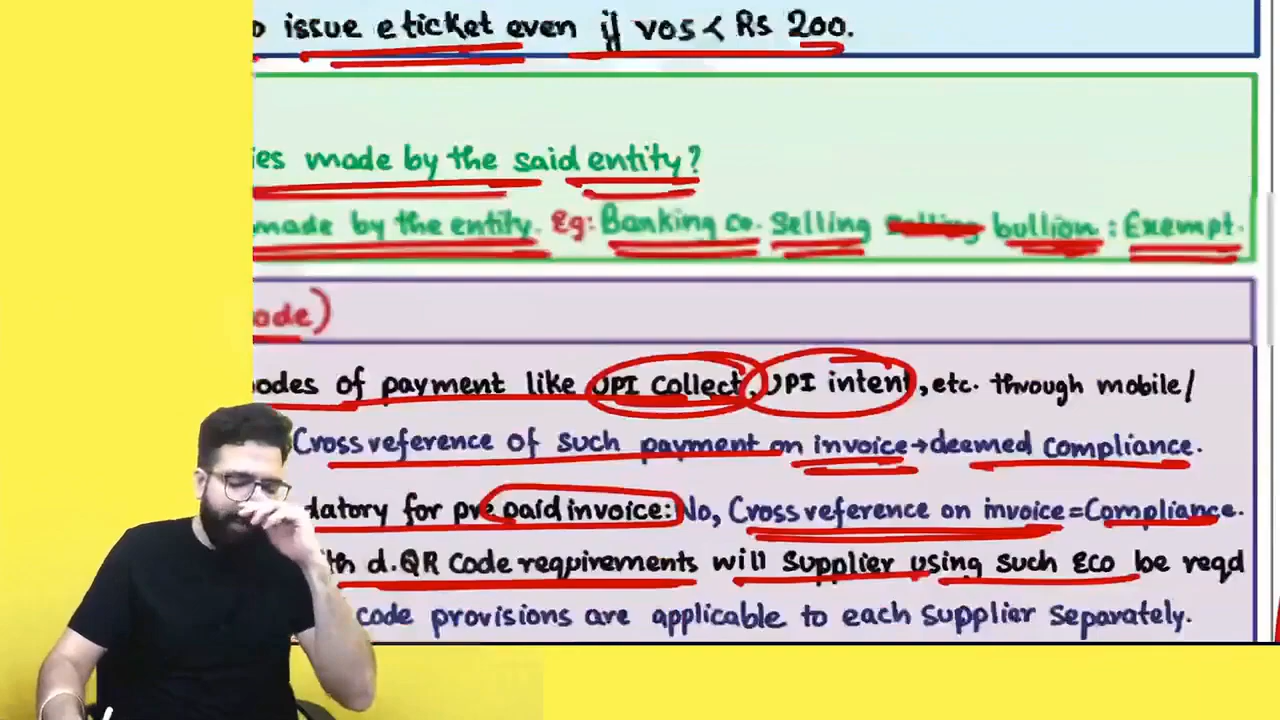 issue eticket even if vos < Rs 200.
ies made by the said entity?
made by the entity. Eg: Banking co. Selling bullion : Exempt.
ode)
odes of payment like UPI Collect, UPI intent, etc. through mobile/
Cross reference of such payment on invoice → deemed compliance.
datory for pre paid invoice: No, Cross reference on invoice = Compliance.
th d.QR Code requirements will supplier using such ECO be reqd
code provisions are applicable to each supplier separately.